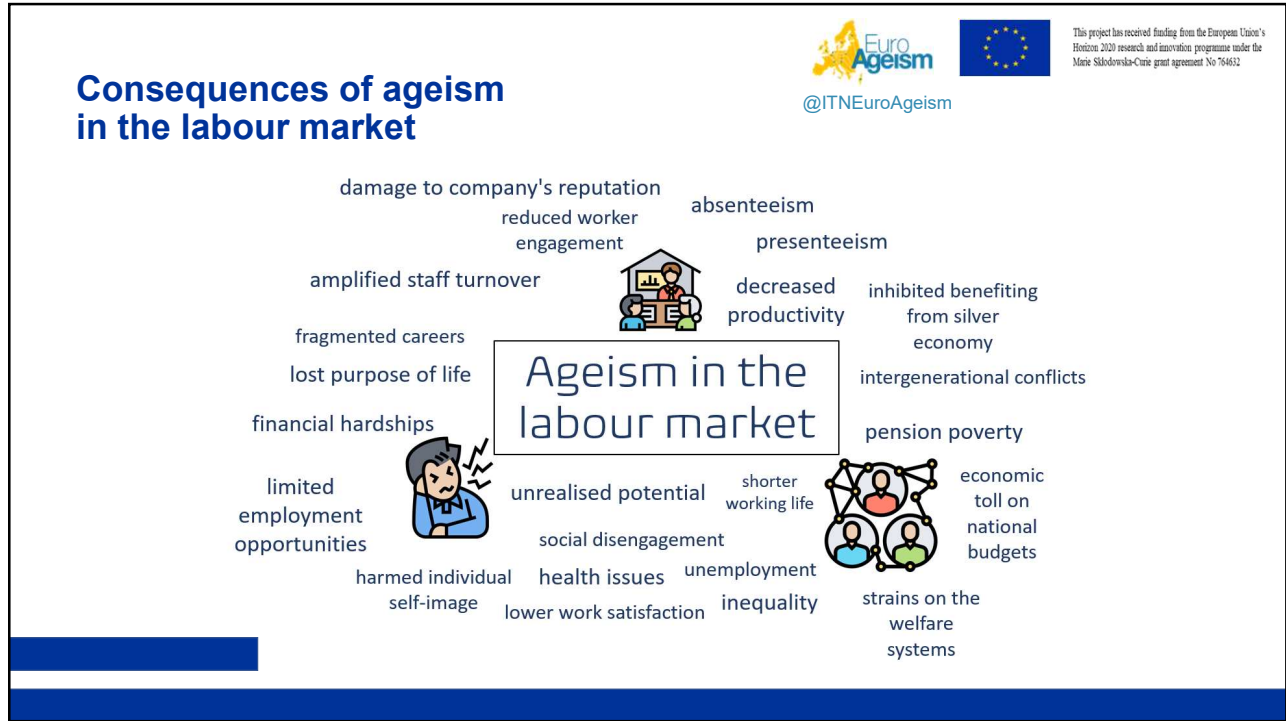 Euro
Ageism
@ITNEuroAgeism
This project has received funding from the European Union's
Horizon 2020 research and innovation programme under the
Marie Skłodowska-Curie grant agreement No 764632
Consequences of ageism
in the labour market
damage to company's reputation
absenteeism
reduced worker
engagement
presenteeism
amplified staff turnover
decreased
productivity
inhibited benefiting
from silver
economy
fragmented careers
lost purpose of life
Ageism in the
labour market
intergenerational conflicts
financial hardships
pension poverty
limited
employment
opportunities
unrealised potential
shorter
working life
economic
toll on
national
budgets
social disengagement
harmed individual
self-image
health issues
unemployment
lower work satisfaction
inequality
strains on the
welfare
systems